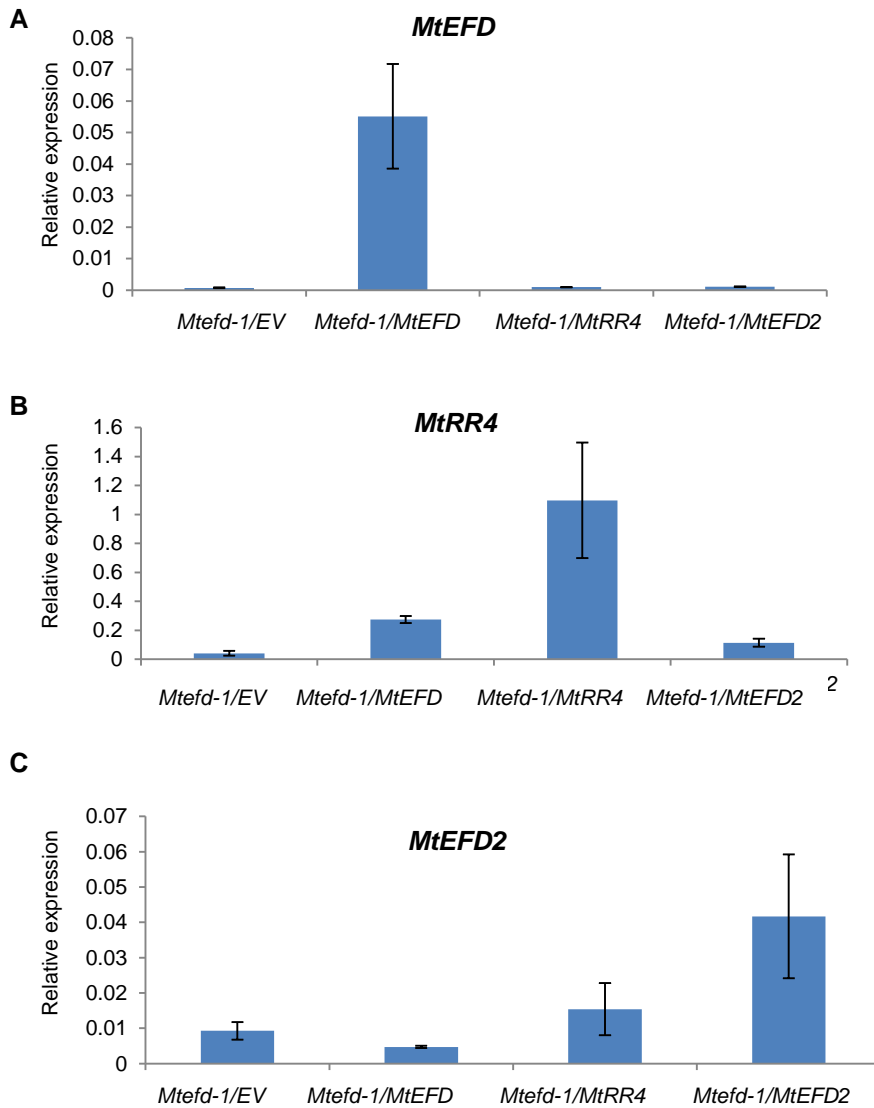 A
MtEFD
Relative expression
0.08
0.07
0.06
0.05
0.04
0.03
0.02
0.01
0
Mtefd-1/EV Mtefd-1/MtEFD Mtefd-1/MtRR4 Mtefd-1/MtEFD2
B
MtRR4
Relative expression
1.6
1.4
1.2
1
0.8
0.6
0.4
0.2
0
Mtefd-1/EV Mtefd-1/MtEFD Mtefd-1/MtRR4 Mtefd-1/MtEFD2 2
C
MtEFD2
Relative expression
0.07
0.06
0.05
0.04
0.03
0.02
0.01
0
Mtefd-1/EV Mtefd-1/MtEFD Mtefd-1/MtRR4 Mtefd-1/MtEFD2